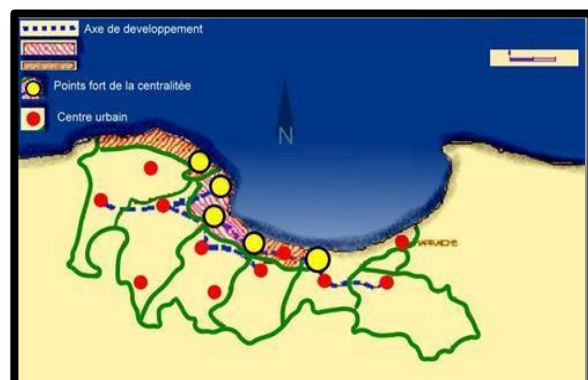 Axe de developpement
Points fort de la centralitée
Centre urbain
N